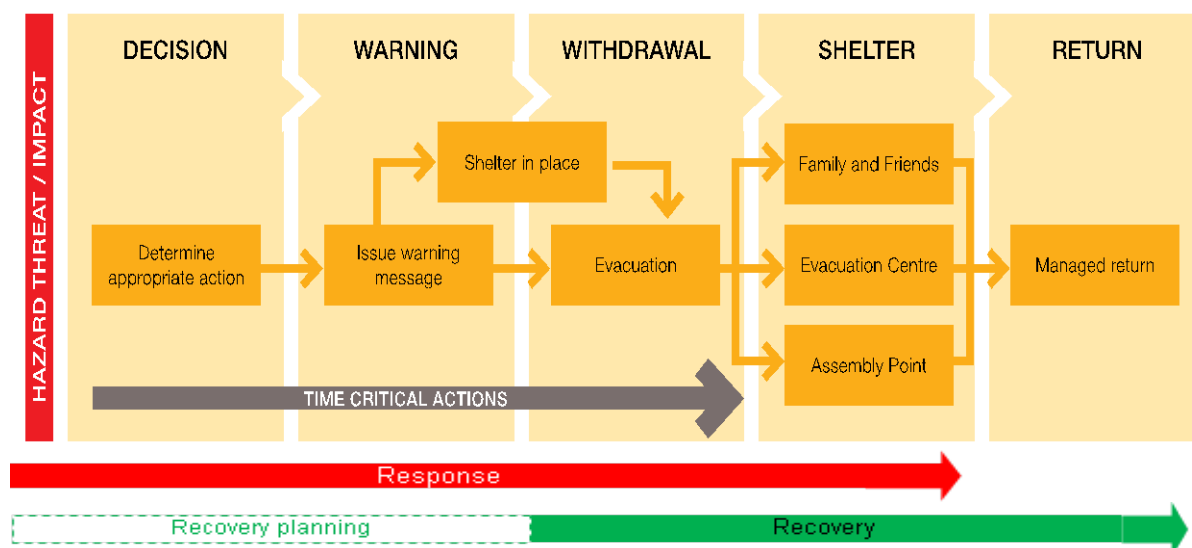 HAZARD THREAT / IMPACT
DECISION
WARNING
WITHDRAWAL
SHELTER
RETURN
Shelter in place
Family and Friends
Determine
appropriate action
Issue warning
message
Evacuation
Evacuation Centre
Managed return
Assembly Point
TIME CRITICAL ACTIONS
Response
Recovery planning
Recovery